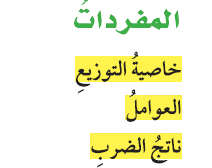 المفرداتُ
خاصيةُ التوزيعِ
العواملُ
ناتجُ الضربِ